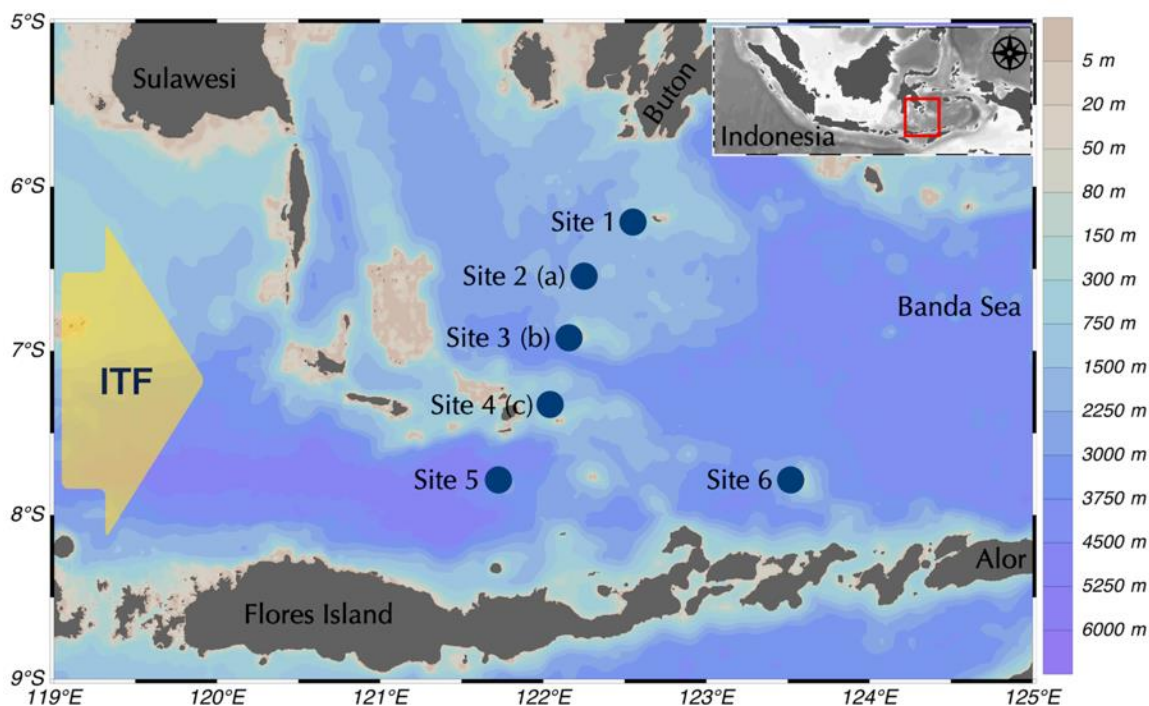 5°S
6°S
7°S
8°S
9°S
119°E
120°E
121°E
122°E
123°E
124°E
125°E
Sulawesi
Buton
Indonesia
Site 1
Site 2 (a)
Site 3 (b)
Site 4 (c)
Site 5
Site 6
Banda Sea
ITF
Flores Island
Alor
5 m
20 m
50 m
80 m
150 m
300 m
750 m
1500 m
2250 m
3000 m
3750 m
4500 m
5250 m
6000 m